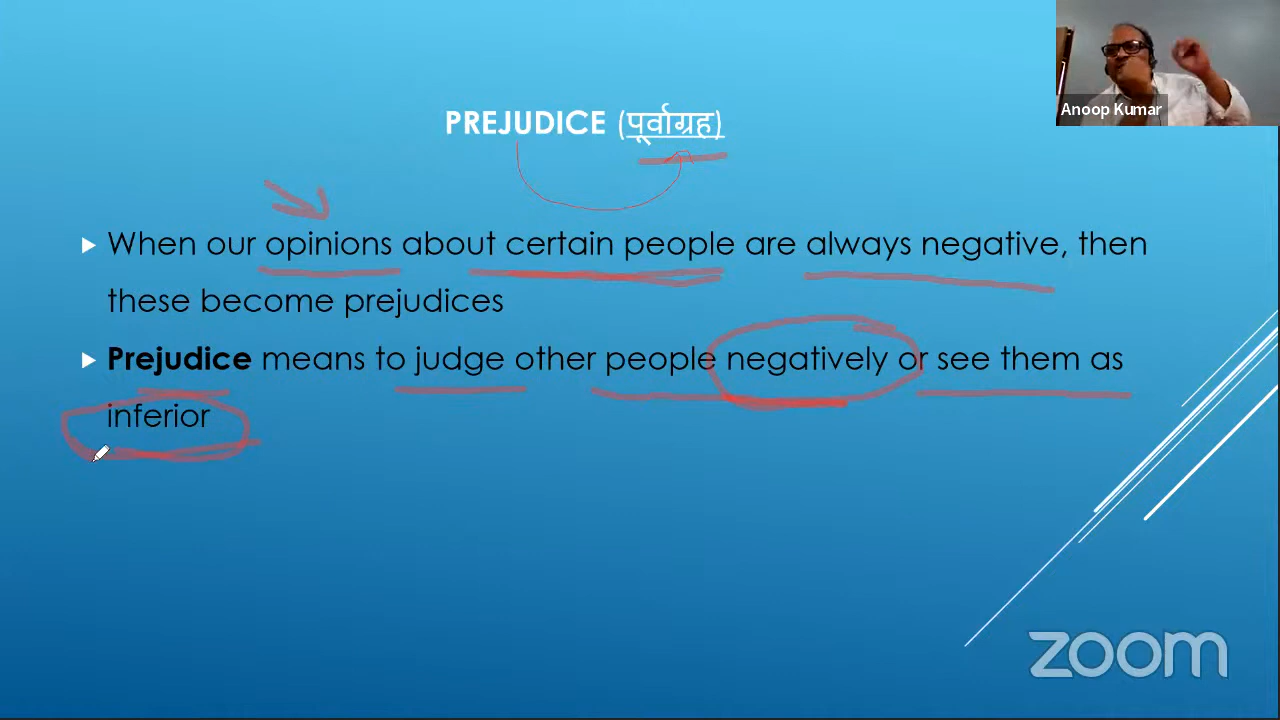 Anoop Kumar
PREJUDICE (पूर्वाग्रह)
When our opinions about certain people are always negative, then
these become prejudices
Prejudice means to judge other people negatively or see them as
inferior
zoom